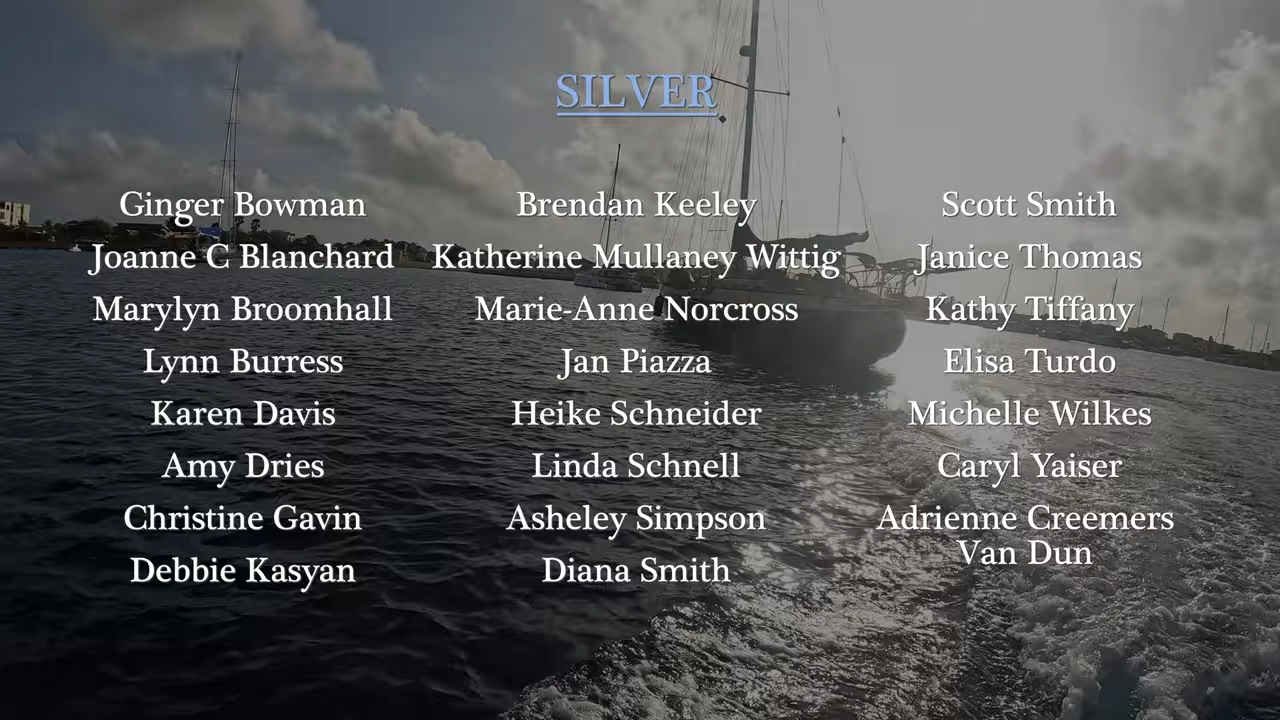 SILVER
Ginger Bowman
Joanne C Blanchard
Marylyn Broomhall
Lynn Burress
Karen Davis
Amy Dries
Christine Gavin
Debbie Kasyan
Brendan Keeley
Katherine Mullaney Wittig
Marie-Anne Norcross
Jan Piazza
Heike Schneider
Linda Schnell
Asheley Simpson
Diana Smith
Scott Smith
Janice Thomas
Kathy Tiffany
Elisa Turdo
Michelle Wilkes
Caryl Yaiser
Adrienne Creemers
Van Dun